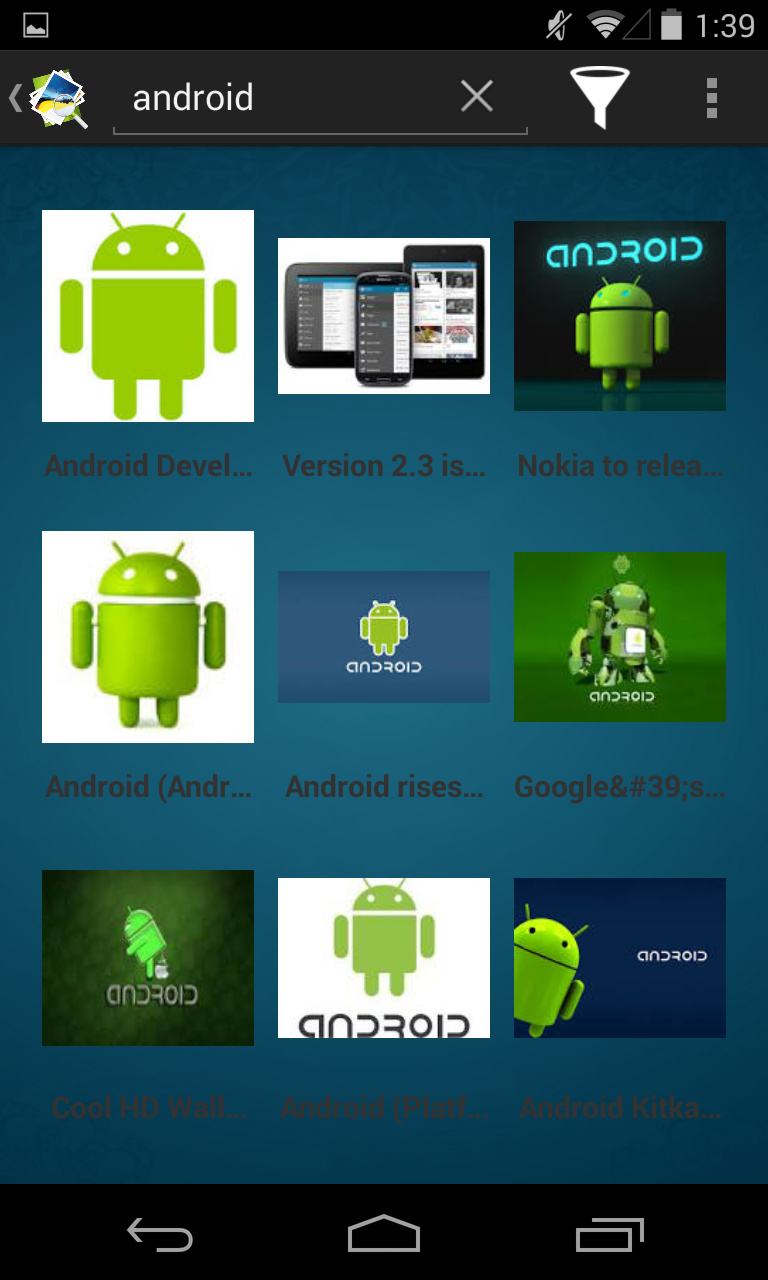 1:39
android
ANDROID
Android Devel...
Version 2.3 is...
Nokia to relea...
ANDROID
ANDROID
Android (Andr...
Android rises...
Google&#39;s...
ANDROID
ANDROID
ANDROID
Cool HD Wall...
Android (Platf...
Android Kitka...